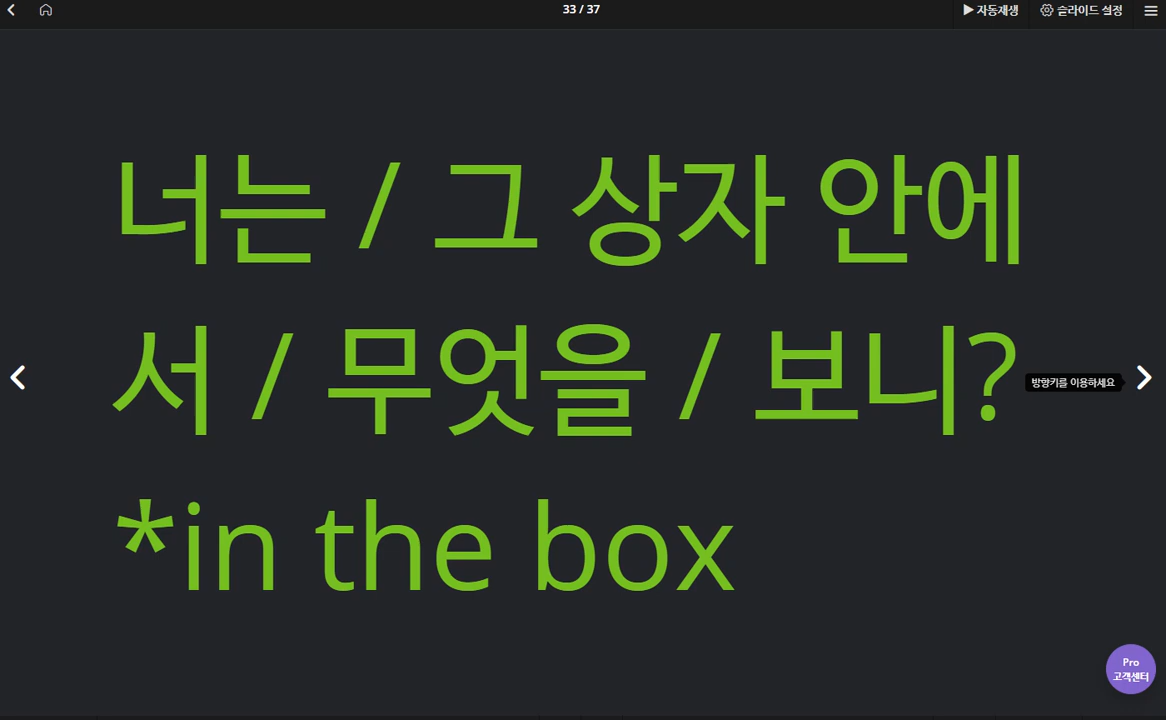 33 / 37
자동재생
슬라이드 설정
너는 / 그 상자 안에
서 / 무엇을 / 보니?
방향키를 이용하세요
*in the box
Pro
고객센터